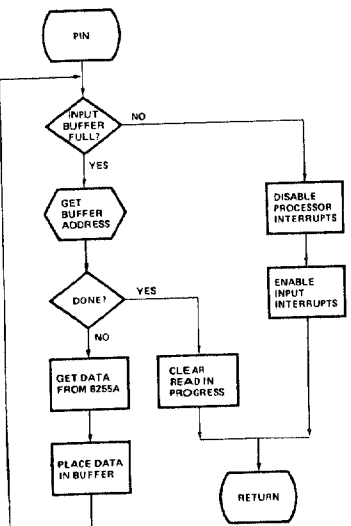 PIN
INPUT
BUFFER
FULL?
NO
YES
GET
BUFFER
ADDRESS
DISABLE
PROCESSOR
INTERRUPTS
ENABLE
INPUT
INTERRUPTS
DONE?
YES
NO
GET DATA
FROM 8255A
CLEAR
READ IN
PROGRESS
PLACE DATA
IN BUFFER
RETURN